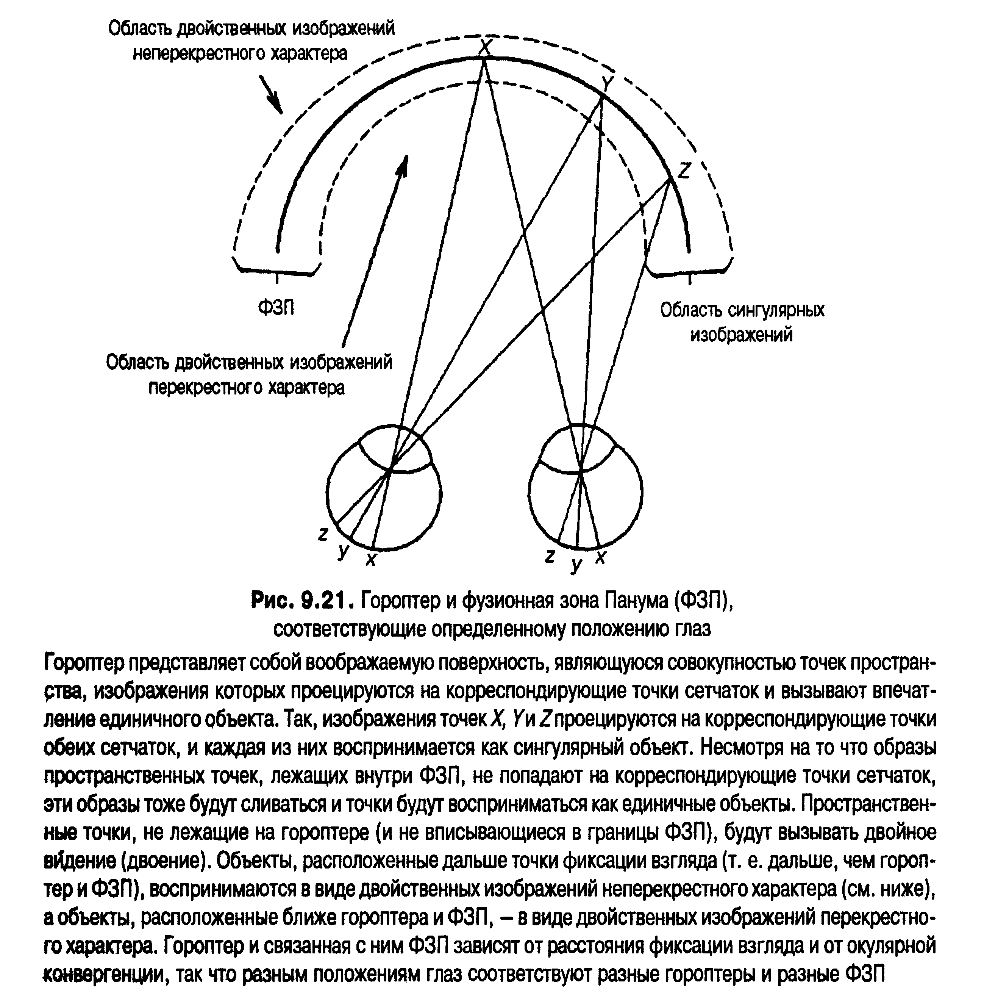 Область двойственных изображений
неперекрестного характера
X
Y
Z
ФЗП
Область сингулярных
изображений
Область двойственных изображений
перекрестного характера
z
y
x
z
y
x
Рис. 9.21. Гороптер и фузионная зона Панума (ФЗП),
соответствующие определенному положению глаз
Гороптер представляет собой воображаемую поверхность, являющуюся совокупностью точек простран-
ства, изображения которых проецируются на корреспондирующие точки сетчаток и вызывают впечат-
ление единичного объекта. Так, изображения точек X, Y и Z проецируются на корреспондирующие точки
обеих сетчаток, и каждая из них воспринимается как сингулярный объект. Несмотря на то что образы
пространственных точек, лежащих внутри ФЗП, не попадают на корреспондирующие точки сетчаток,
эти образы тоже будут сливаться и точки будут восприниматься как единичные объекты. Пространствен-
ные точки, не лежащие на гороптере (и не вписывающиеся в границы ФЗП), будут вызывать двойное
ви́дение (двоение). Объекты, расположенные дальше точки фиксации взгляда (т. е. дальше, чем гороп-
тер и ФЗП), воспринимаются в виде двойственных изображений неперекрестного характера (см. ниже),
а объекты, расположенные ближе гороптера и ФЗП, – в виде двойственных изображений перекрестно-
го характера. Гороптер и связанная с ним ФЗП зависят от расстояния фиксации взгляда и от окулярной
конвергенции, так что разным положениям глаз соответствуют разные гороптеры и разные ФЗП